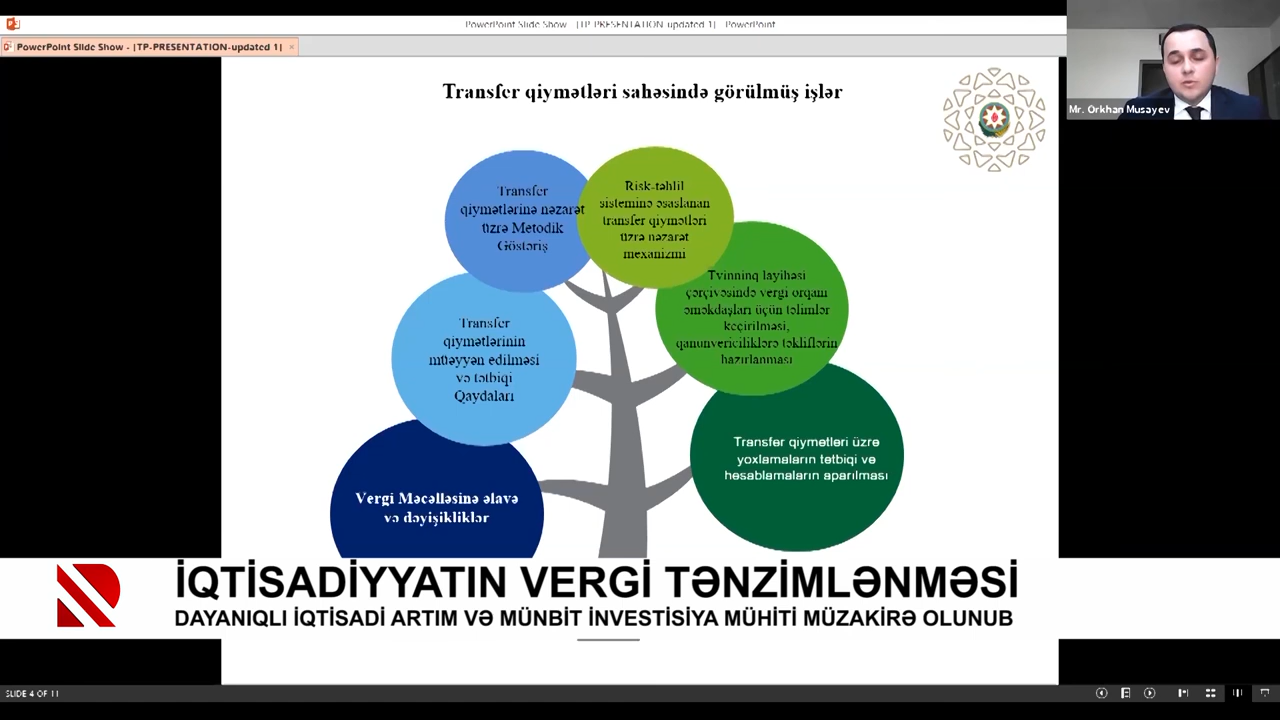 PowerPoint Slide Show - [TP-PRESENTATION-updated 1] - PowerPoint
PowerPoint Slide Show - [TP-PRESENTATION-updated 1]
Mr. Orkhan Musayev
Transfer qiymətləri sahəsində görülmüş işlər
Transfer
qiymətlərinə nəzarət
üzrə Metodik
Göstəriş
Risk-təhlil
sisteminə əsaslanan
transfer qiymətləri
üzrə nəzarət
mexanizmi
Transfer
qiymətlərinin
müəyyən edilməsi
və tətbiqi
Qaydaları
Tvinninq layihəsi
çərçivəsində vergi orqanı
əməkdaşları üçün təlimlər
keçirilməsi,
qanunvericiliklərə təkliflərin
hazırlanması
Vergi Məcəlləsinə əlavə
və dəyişikliklər
Transfer qiymətləri üzrə
yoxlamaların tətbiqi və
hesablamaların aparılması
İQTİSADİYYATIN VERGİ TƏNZİMLƏNMƏSİ
DAYANIQLI İQTİSADİ ARTIM VƏ MÜNBİT İNVESTİSİYA MÜHİTİ MÜZAKİRƏ OLUNUB
SLIDE 4 OF 11